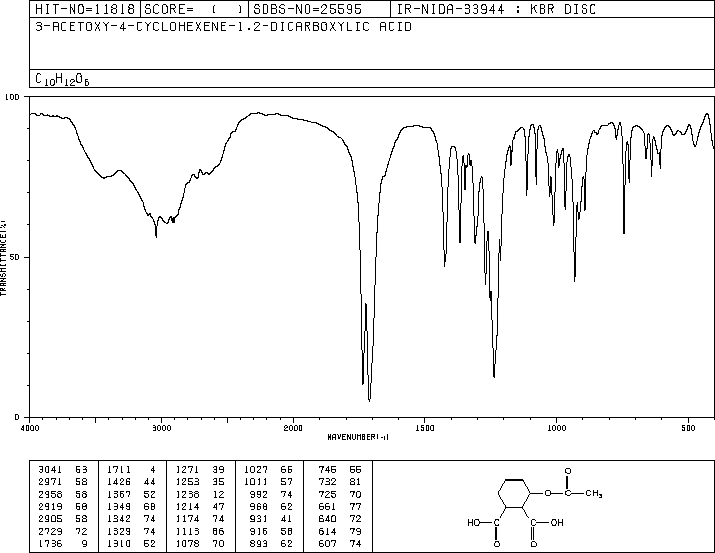 HIT-NO=11818 SCORE= ( ) SDBS-NO=25595 IR-NIDA-33944 : KBR DISC
3-ACETOXY-4-CYCLOHEXENE-1,2-DICARBOXYLIC ACID
C10H12O6
100
TRANSMITTANCE(%)
50
0
4000 3000 2000 1500 1000 500
WAVENUMBER(-1)
3041 63 1711 4 1271 39 1027 66 746 55
2971 58 1426 44 1253 35 1011 57 732 81
2958 58 1367 52 1238 12 992 74 725 70
2919 60 1349 68 1214 47 968 62 661 77
2905 58 1342 74 1174 74 931 41 640 72
2729 72 1329 74 1113 66 916 58 614 79
1736 9 1310 52 1078 70 893 62 607 74
O
O C CH3
HO C C OH
O O